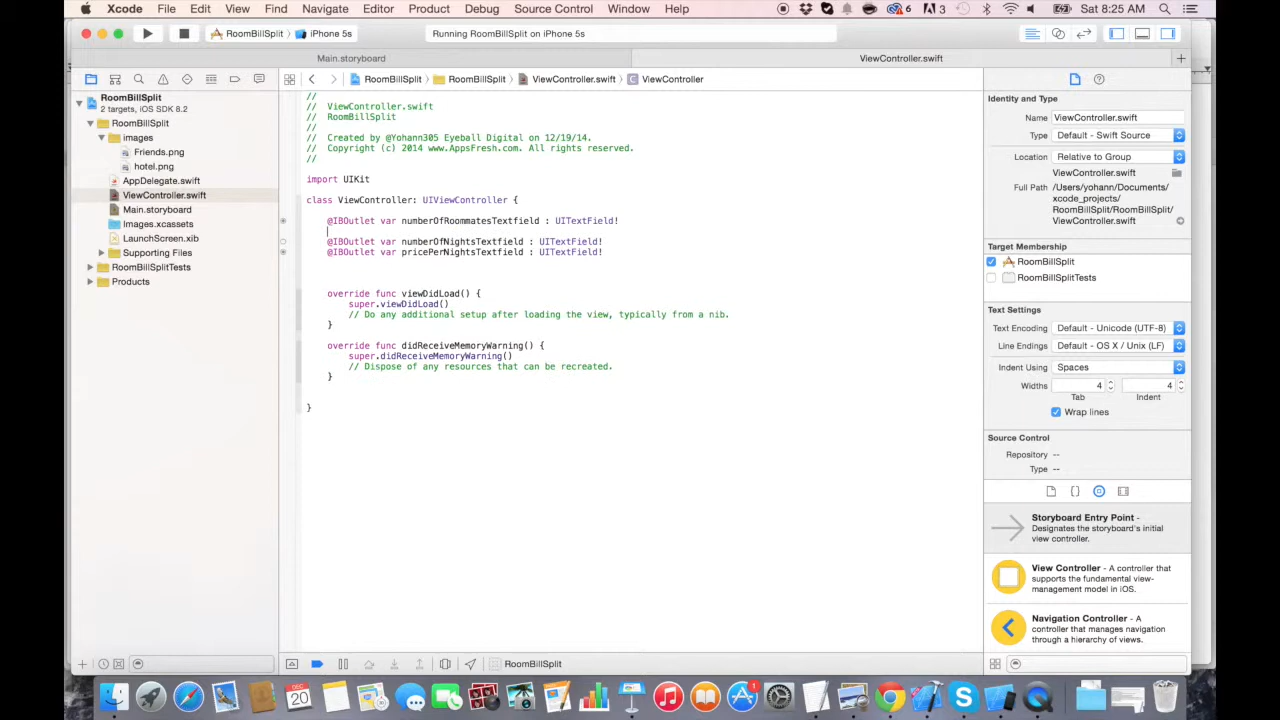 Xcode File Edit View Find Navigate Editor Product Debug Source Control Window Help 6 3 Sat 8:25 AM
RoomBillSplit iPhone 5s Running RoomBillSplit on iPhone 5s
Main.storyboard ViewController.swift
RoomBillSplit RoomBillSplit ViewController.swift C ViewController
RoomBillSplit
2 targets, iOS SDK 8.2
RoomBillSplit
images
Friends.png
hotel.png
AppDelegate.swift
ViewController.swift
Main.storyboard
Images.xcassets
LaunchScreen.xib
Supporting Files
RoomBillSplitTests
Products
//
// ViewController.swift
// RoomBillSplit
//
// Created by @Yohann305 Eyeball Digital on 12/19/14.
// Copyright (c) 2014 www.AppsFresh.com. All rights reserved.
//
import UIKit
class ViewController: UIViewController {
@IBOutlet var numberOfRoommatesTextfield : UITextField!
@IBOutlet var numberOfNightsTextfield : UITextField!
@IBOutlet var pricePerNightsTextfield : UITextField!
override func viewDidLoad() {
super.viewDidLoad()
// Do any additional setup after loading the view, typically from a nib.
}
override func didReceiveMemoryWarning() {
super.didReceiveMemoryWarning()
// Dispose of any resources that can be recreated.
}
}
Identity and Type
Name ViewController.swift
Type Default - Swift Source
Location Relative to Group
ViewController.swift
Full Path /Users/yohann/Documents/
xcode_projects/
RoomBillSplit/RoomBillSplit/
ViewController.swift
Target Membership
RoomBillSplit
RoomBillSplitTests
Text Settings
Text Encoding Default - Unicode (UTF-8)
Line Endings Default - OS X / Unix (LF)
Indent Using Spaces
Widths 4 4
Tab Indent
Wrap lines
Source Control
Repository --
Type --
Storyboard Entry Point -
Designates the storyboard's initial
view controller.
View Controller - A controller that
supports the fundamental view-
management model in iOS.
Navigation Controller - A
controller that manages navigation
through a hierarchy of views.
RoomBillSplit
DEC
20
1